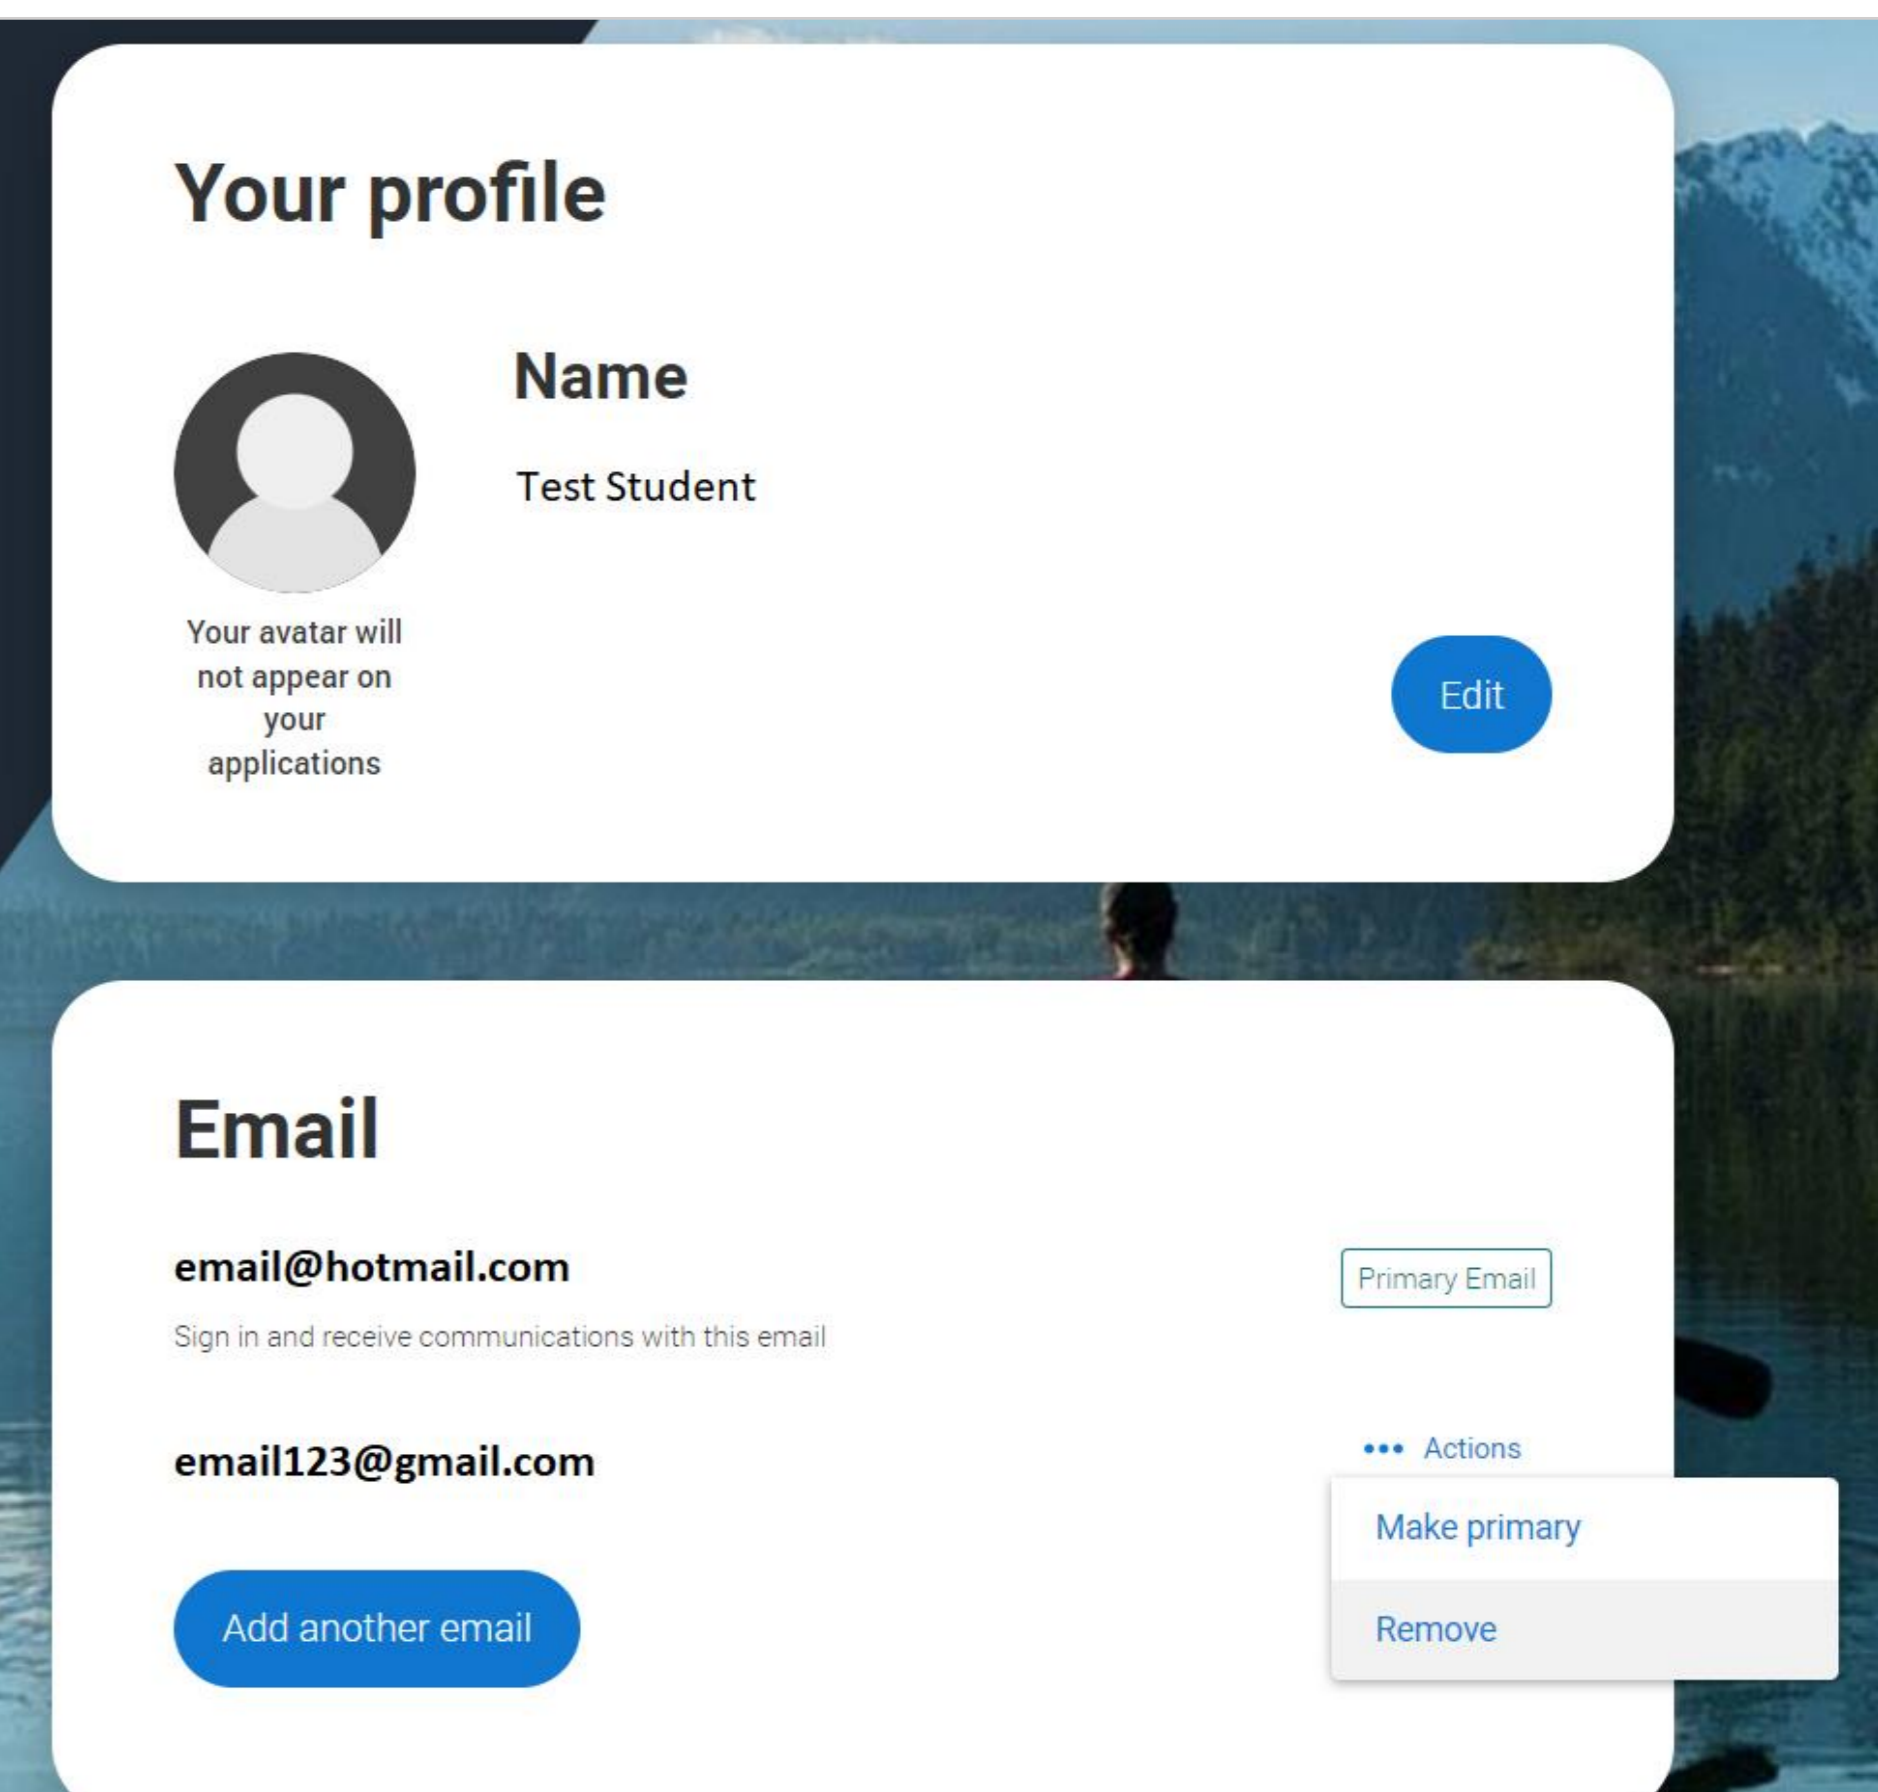 Your profile
Name
Test Student
Your avatar will
not appear on
your
applications
Edit
Email
email@hotmail.com
Primary Email
Sign in and receive communications with this email
email123@gmail.com
••• Actions
Make primary
Remove
Add another email